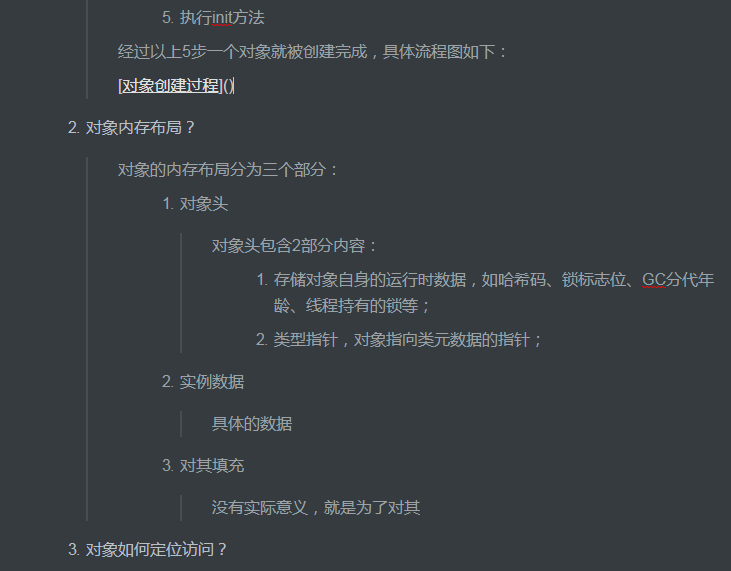 5. 执行init方法
经过以上5步一个对象就被创建完成，具体流程图如下：
[对象创建过程]()
2. 对象内存布局？
对象的内存布局分为三个部分：
1. 对象头
对象头包含2部分内容：
1. 存储对象自身的运行时数据，如哈希码、锁标志位、GC分代年
龄、线程持有的锁等；
2. 类型指针，对象指向类元数据的指针；
2. 实例数据
具体的数据
3. 对其填充
没有实际意义，就是为了对其
3. 对象如何定位访问？